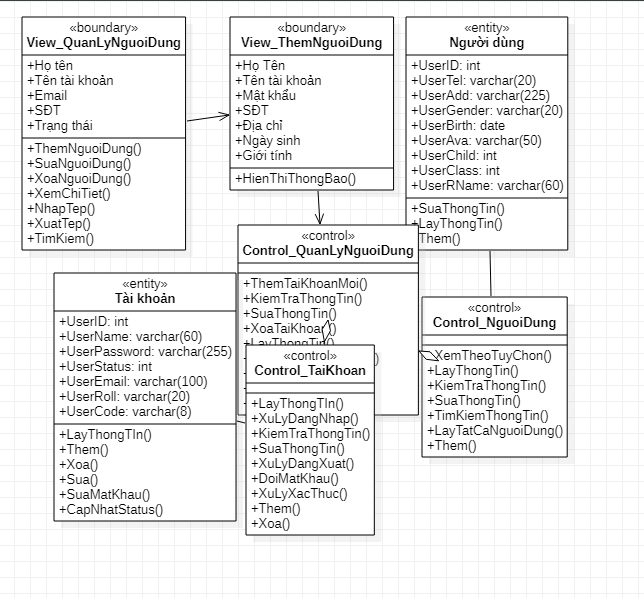 «boundary»
View_QuanLyNguoiDung
+Họ tên
+Tên tài khoản
+Email
+SĐT
+Trạng thái
+ThemNguoiDung()
+SuaNguoiDung()
+XoaNguoiDung()
+XemChiTiet()
+NhapTep()
+XuatTep()
+TimKiem()
«boundary»
View_ThemNguoiDung
+Họ Tên
+Tên tài khoản
+Mật khẩu
+SĐT
+Địa chỉ
+Ngày sinh
+Giới tính
+HienThiThongBao()
«entity»
Người dùng
+UserID: int
+UserTel: varchar(20)
+UserAdd: varchar(225)
+UserGender: varchar(20)
+UserBirth: date
+UserAva: varchar(50)
+UserChild: int
+UserClass: int
+UserRName: varchar(60)
+SuaThongTin()
+LayThongTin()
Them()
«control»
Control_QuanLyNguoiDung
+ThemTaiKhoanMoi()
+KiemTraThongTin()
+SuaThongTin()
+XoaTaiKhoan()
+LayThongTin()
«entity»
Tài khoản
+UserID: int
+UserName: varchar(60)
+UserPassword: varchar(255)
+UserStatus: int
+UserEmail: varchar(100)
+UserRoll: varchar(20)
+UserCode: varchar(8)
+LayThongTIn()
+Them()
+Xoa()
+Sua()
+SuaMatKhau()
+CapNhatStatus()
«control»
Control_TaiKhoan
+LayThongTIn()
+XuLyDangNhap()
+KiemTraThongTin()
+SuaThongTin()
+XuLyDangXuat()
+DoiMatKhau()
+XuLyXacThuc()
+Them()
+Xoa()
«control»
Control_NguoiDung
XemTheoTuyChon()
+LayThongTin()
+KiemTraThongTin()
+SuaThongTin()
+TimKiemThongTin()
+LayTatCaNguoiDung()
+Them()